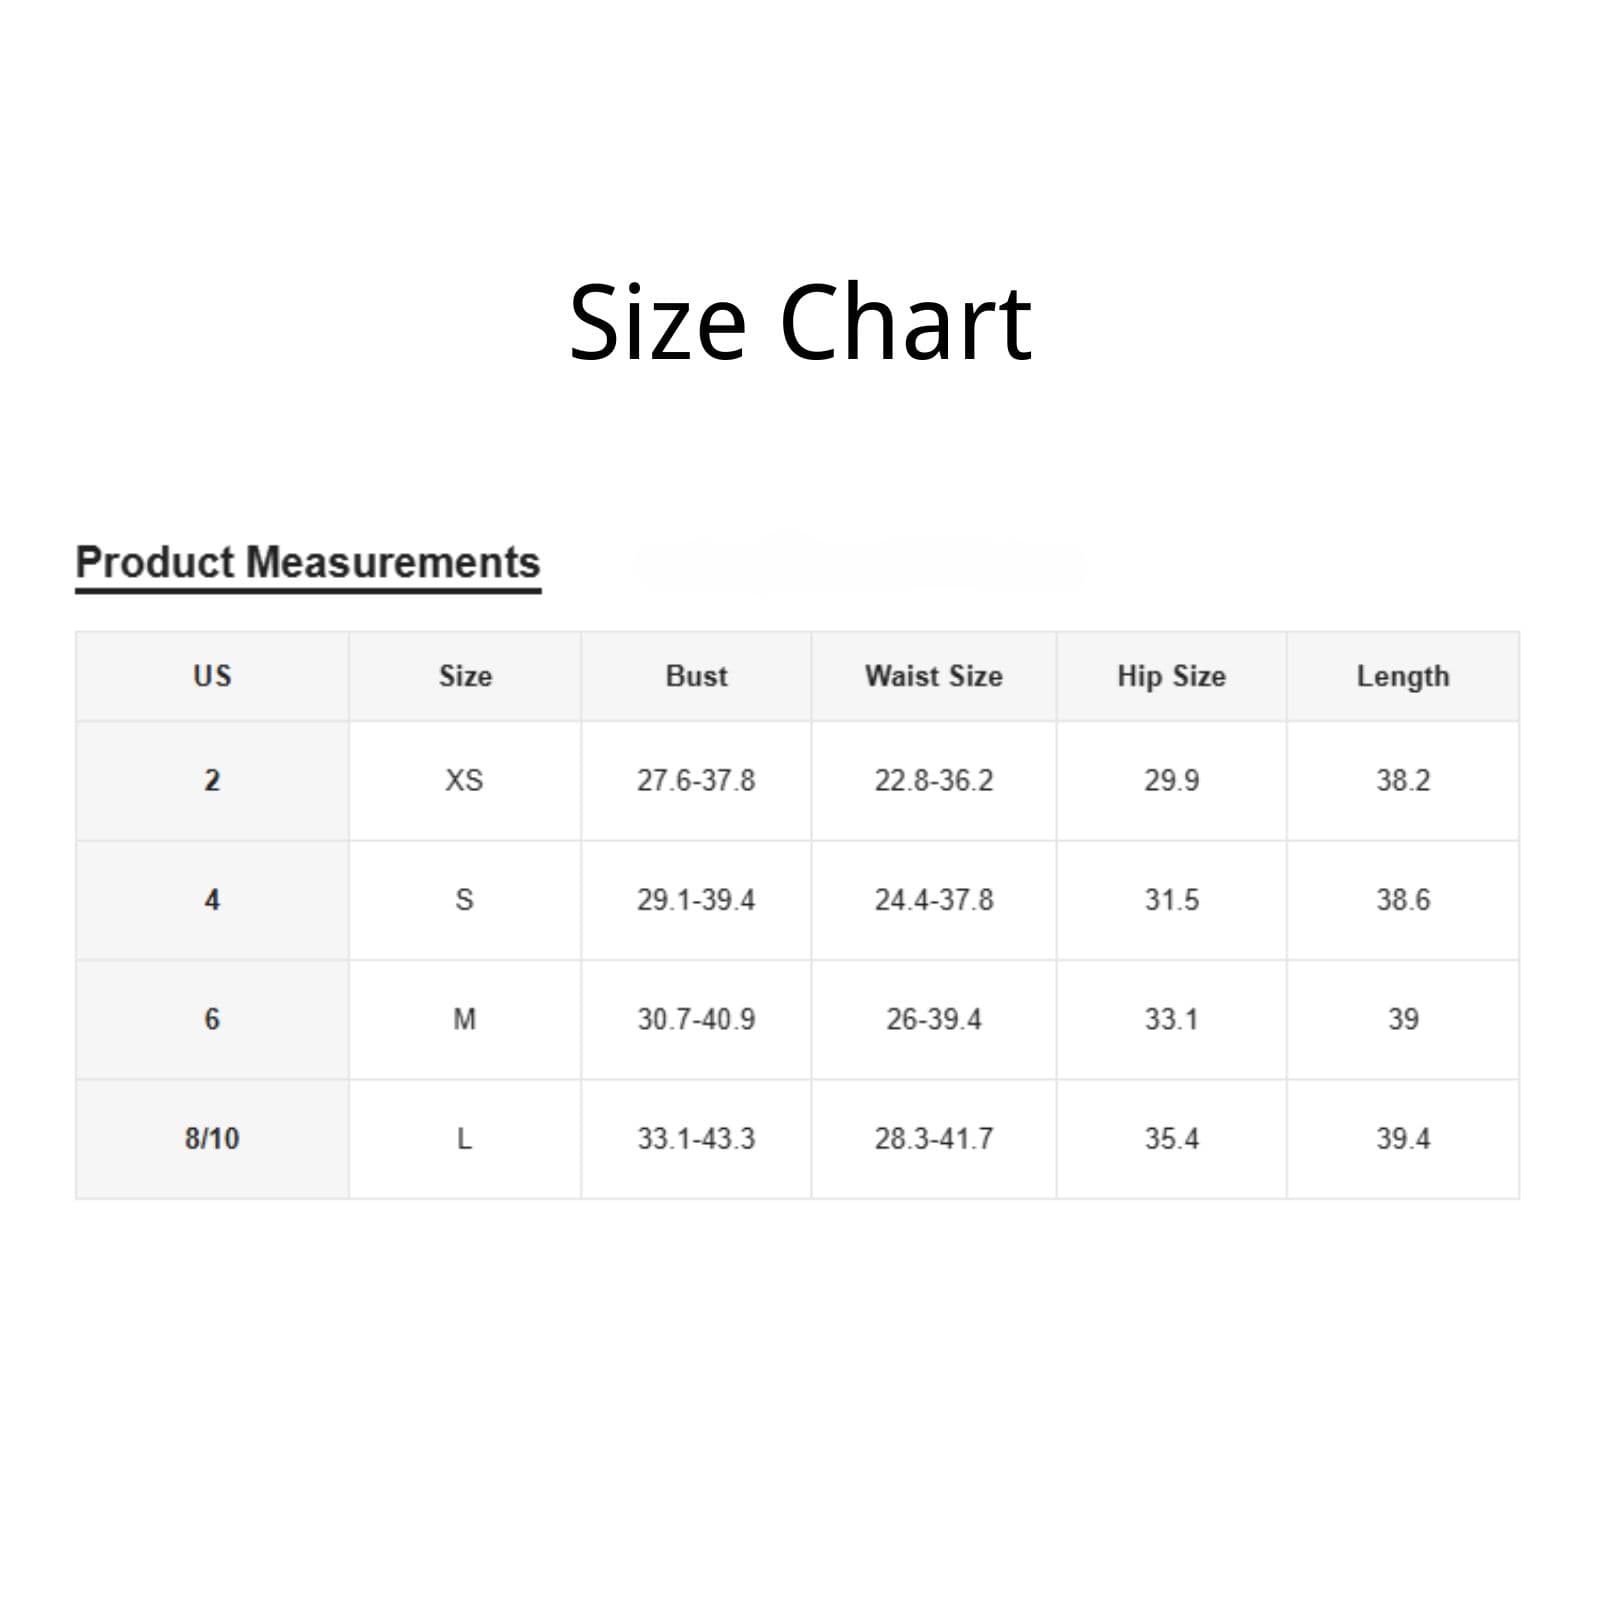 Size Chart
Product Measurements
US Size Bust Waist Size Hip Size Length
2 XS 27.6-37.8 22.8-36.2 29.9 38.2
4 S 29.1-39.4 24.4-37.8 31.5 38.6
6 M 30.7-40.9 26-39.4 33.1 39
8/10 L 33.1-43.3 28.3-41.7 35.4 39.4